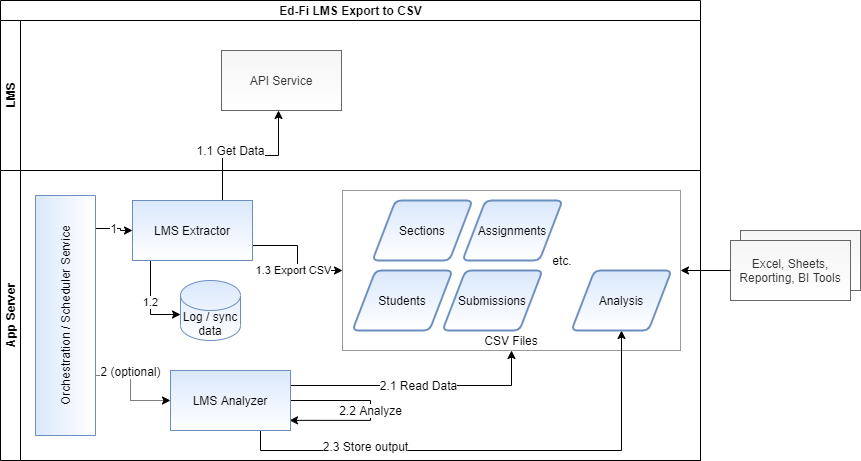 Ed-Fi LMS Export to CSV
LMS
API Service
1.1 Get Data
App Server
Orchestration / Scheduler Service
1
LMS Extractor
1.2
Log / sync
data
1.3 Export CSV
Sections
Assignments
etc.
Students
Submissions
Analysis
CSV Files
Excel, Sheets,
Reporting, BI Tools
2 (optional)
LMS Analyzer
2.1 Read Data
2.2 Analyze
2.3 Store output